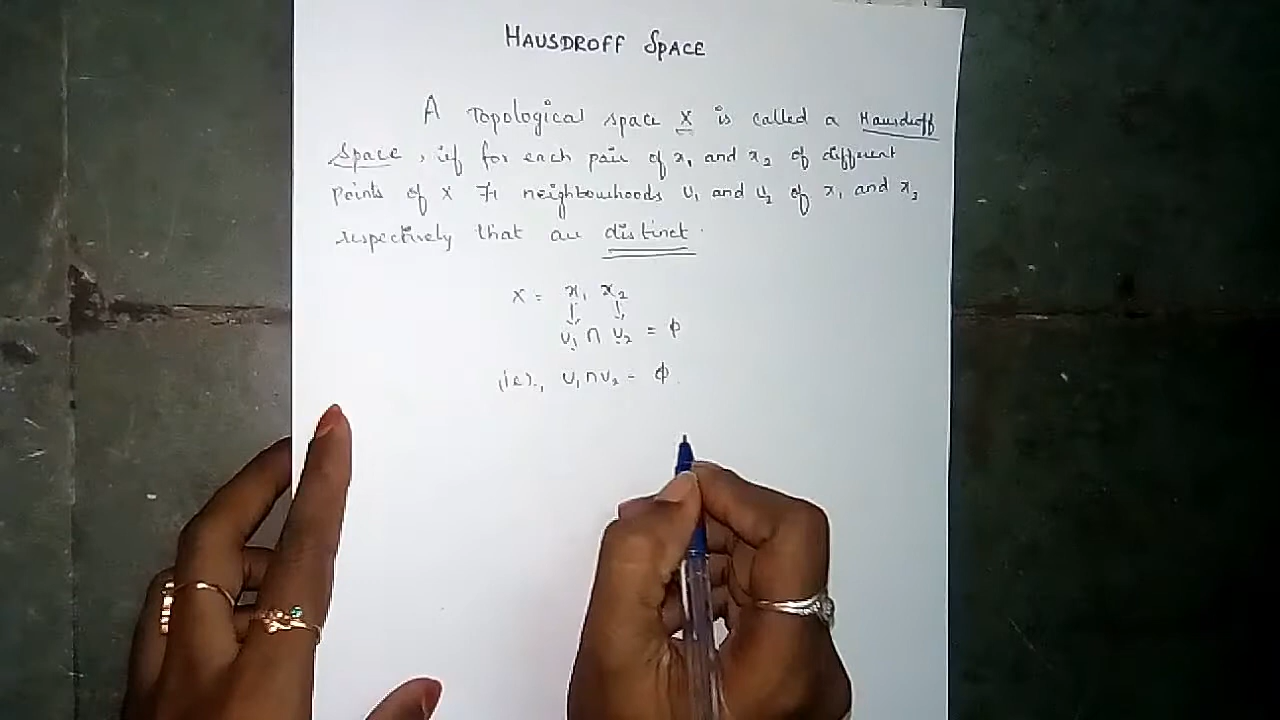 HAUSDROFF SPACE
A Topological space X is called a Hausdroff
Space, if for each pair of x₁ and x₂ of different
points of X ∃ neighbourhoods U₁ and U₂ of x₁ and x₂
respectively that are distinct.
X = x₁ x₂
↓ ↓
U₁ ∩ U₂ = ϕ
(ie)., U₁ ∩ U₂ = ϕ.